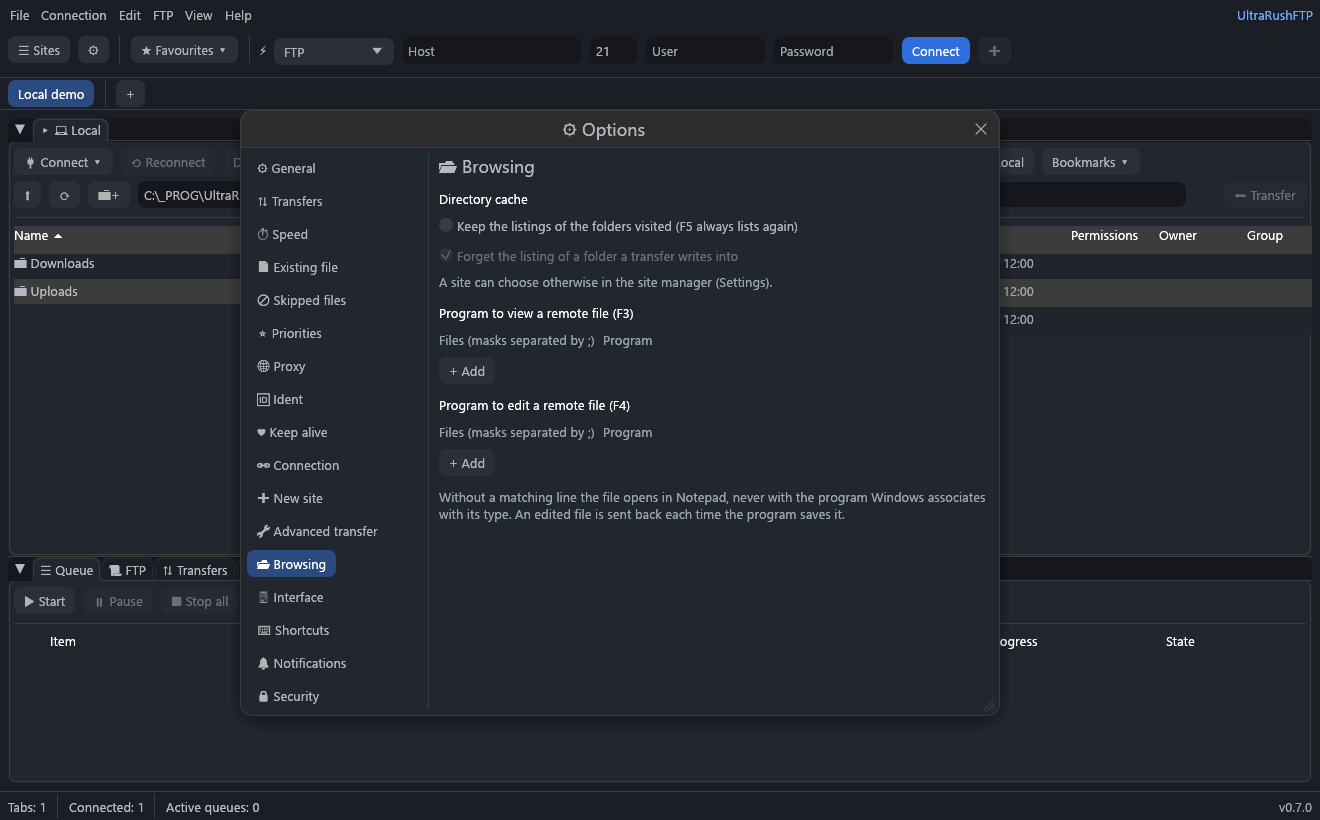 File Connection Edit FTP View Help UltraRushFTP
Sites Favourites FTP Host 21 User Password Connect +
Local demo +
Local
Connect Reconnect Bookmarks
C:\_PROG\UltraR Transfer
Name Permissions Owner Group
Downloads 12:00
Uploads 12:00
12:00
Options
General
Transfers
Speed
Existing file
Skipped files
Priorities
Proxy
Ident
Keep alive
Connection
New site
Advanced transfer
Browsing
Interface
Shortcuts
Notifications
Security
Browsing
Directory cache
Keep the listings of the folders visited (F5 always lists again)
Forget the listing of a folder a transfer writes into
A site can choose otherwise in the site manager (Settings).
Program to view a remote file (F3)
Files (masks separated by ;) Program
+ Add
Program to edit a remote file (F4)
Files (masks separated by ;) Program
+ Add
Without a matching line the file opens in Notepad, never with the program Windows associates
with its type. An edited file is sent back each time the program saves it.
Queue FTP Transfers
Start Pause Stop all
Item ogress State
Tabs: 1 Connected: 1 Active queues: 0 v0.7.0